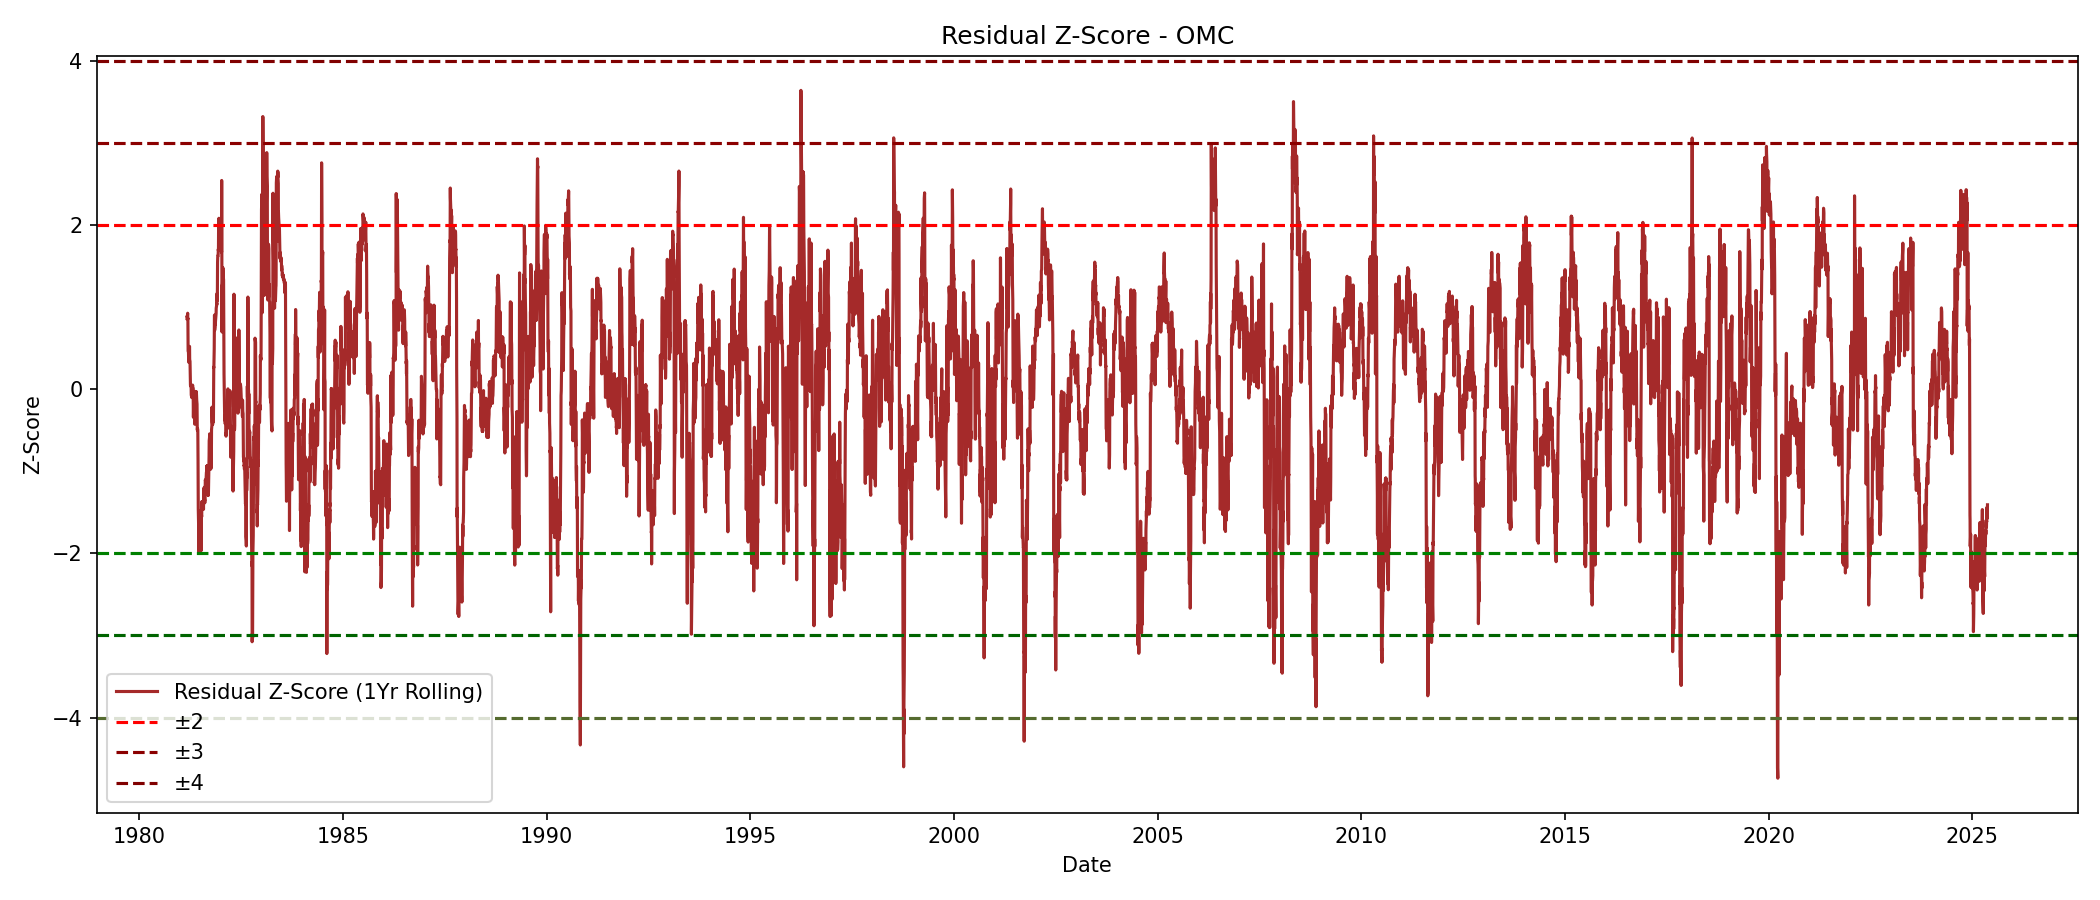 Residual Z-Score - OMC
4
2
0
−2
−3
−4
Z-Score
Residual Z-Score (1Yr Rolling)
±2
±3
±4
1980 1985 1990 1995 2000 2005 2010 2015 2020 2025
Date